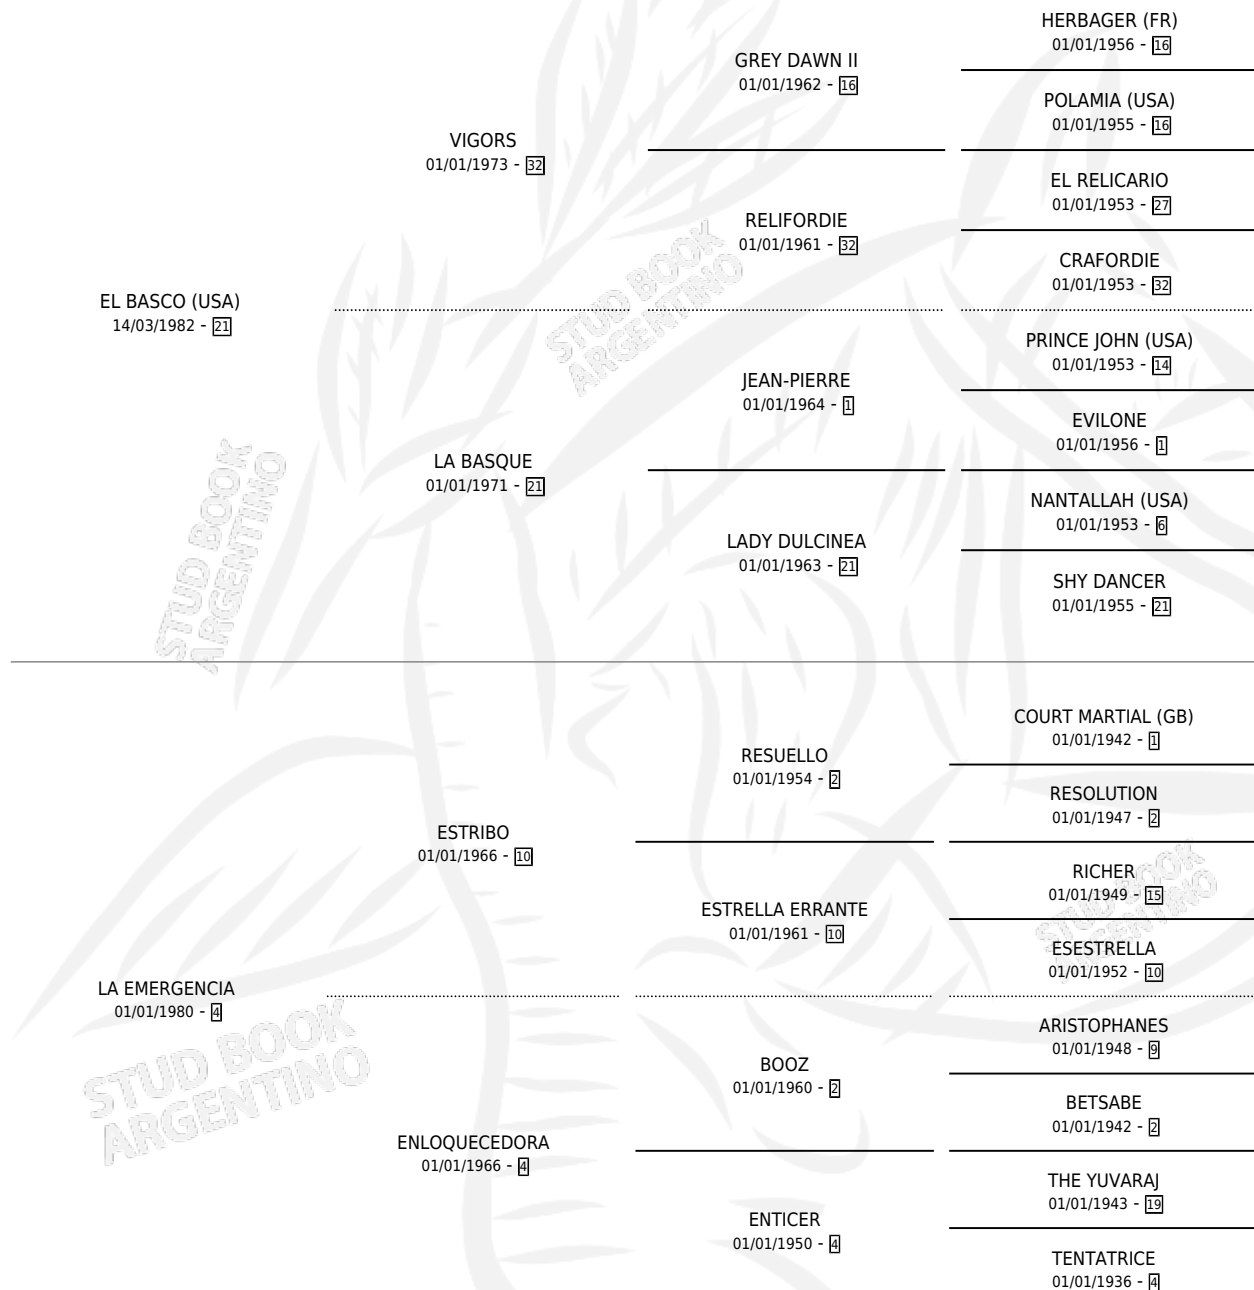 HERBAGER (FR)
01/01/1956 - 16
GREY DAWN II
01/01/1962 - 16
POLAMIA (USA)
01/01/1955 - 16
VIGORS
01/01/1973 - 32
EL RELICARIO
01/01/1953 - 27
RELIFORDIE
01/01/1961 - 32
CRAFORDIE
01/01/1953 - 32
EL BASCO (USA)
14/03/1982 - 21
PRINCE JOHN (USA)
01/01/1953 - 14
JEAN-PIERRE
01/01/1964 - 1
EVILONE
01/01/1956 - 1
LA BASQUE
01/01/1971 - 21
NANTALLAH (USA)
01/01/1953 - 6
LADY DULCINEA
01/01/1963 - 21
SHY DANCER
01/01/1955 - 21
COURT MARTIAL (GB)
01/01/1942 - 1
RESUELLO
01/01/1954 - 2
RESOLUTION
01/01/1947 - 2
ESTRIBO
01/01/1966 - 10
RICHER
01/01/1949 - 15
ESTRELLA ERRANTE
01/01/1961 - 10
ESESTRELLA
01/01/1952 - 10
LA EMERGENCIA
01/01/1980 - 4
ARISTOPHANES
01/01/1948 - 9
BOOZ
01/01/1960 - 2
BETSABE
01/01/1942 - 2
ENLOQUECEDORA
01/01/1966 - 4
THE YUVARAJ
01/01/1943 - 19
ENTICER
01/01/1950 - 4
TENTATRICE
01/01/1936 - 4
STUD BOOK
ARGENTINO
STUD BOOK
ARGENTINO
STUD BOOK
ARGENTINO
STUD BOOK
ARGENTINO